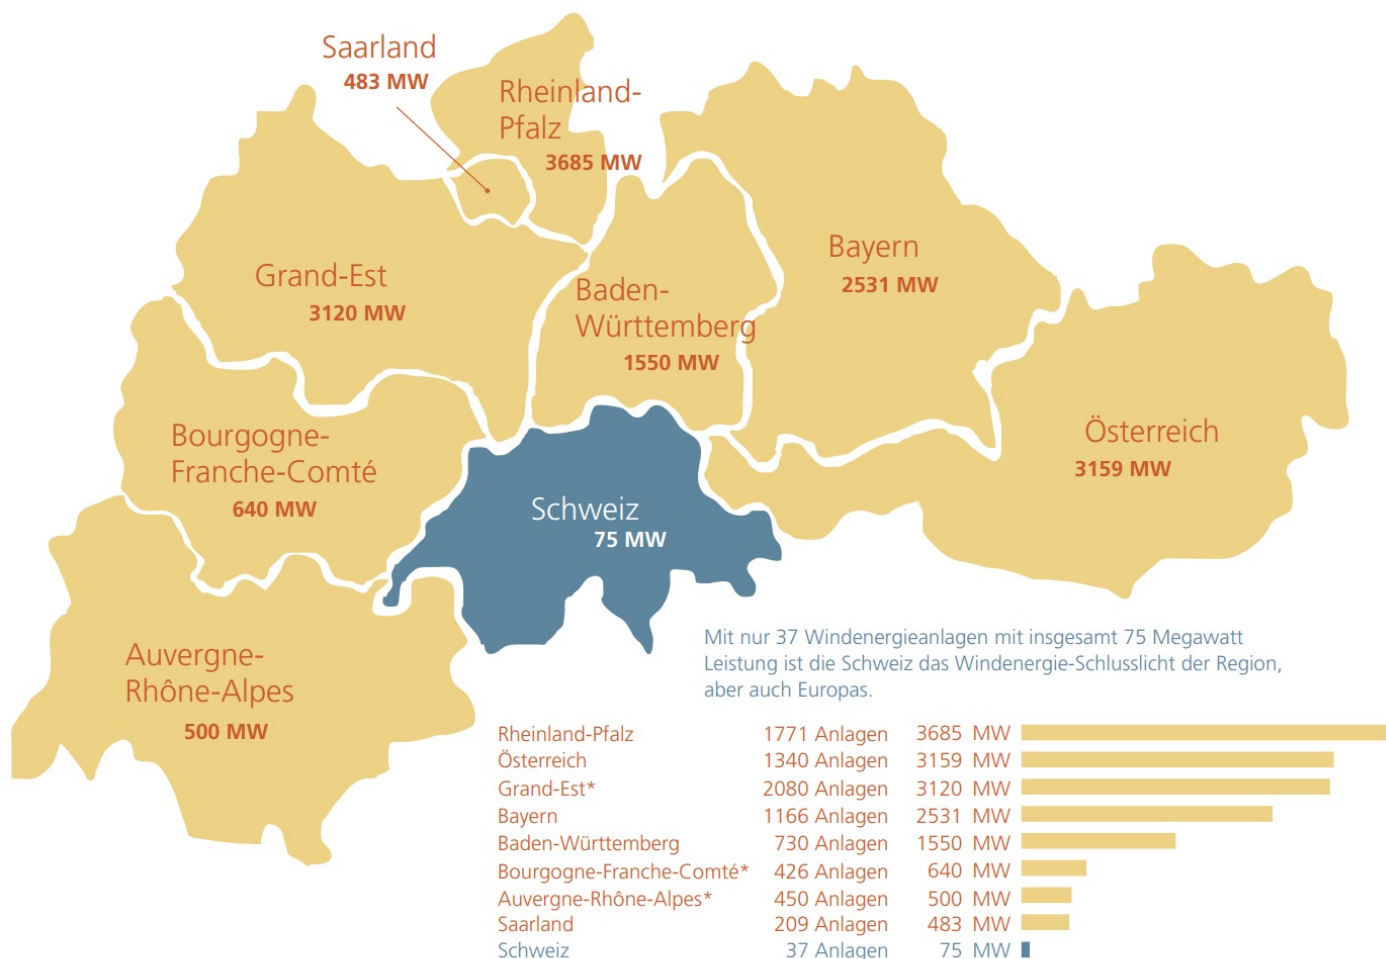 Saarland
483 MW
Rheinland-
Pfalz
3685 MW
Grand-Est
3120 MW
Baden-
Württemberg
1550 MW
Bayern
2531 MW
Österreich
3159 MW
Bourgogne-
Franche-Comté
640 MW
Schweiz
75 MW
Auvergne-
Rhône-Alpes
500 MW
Mit nur 37 Windenergieanlagen mit insgesamt 75 Megawatt
Leistung ist die Schweiz das Windenergie-Schlusslicht der Region,
aber auch Europas.
Rheinland-Pfalz 1771 Anlagen 3685 MW
Österreich 1340 Anlagen 3159 MW
Grand-Est* 2080 Anlagen 3120 MW
Bayern 1166 Anlagen 2531 MW
Baden-Württemberg 730 Anlagen 1550 MW
Bourgogne-Franche-Comté* 426 Anlagen 640 MW
Auvergne-Rhône-Alpes* 450 Anlagen 500 MW
Saarland 209 Anlagen 483 MW
Schweiz 37 Anlagen 75 MW